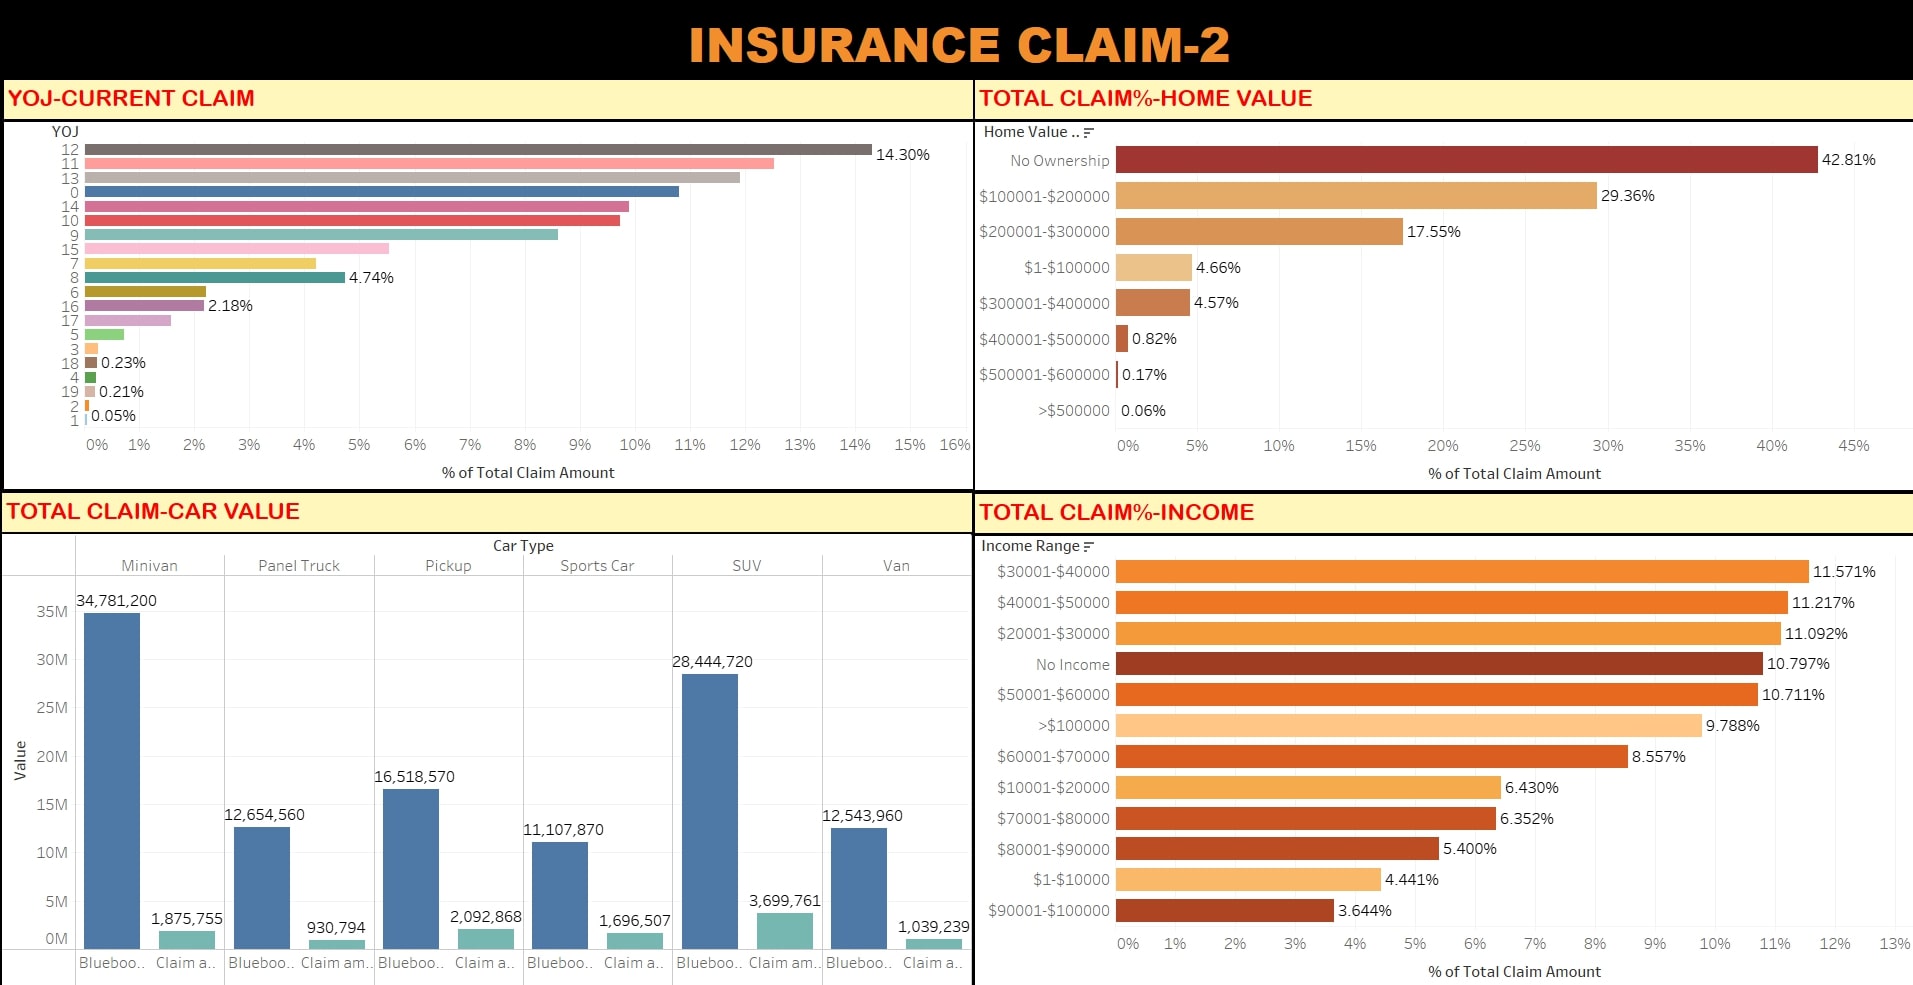 INSURANCE CLAIM-2
YOJ-CURRENT CLAIM
YOJ
12 14.30%
11
13
0
14
10
9
15
7
8 4.74%
6
16 2.18%
17
5
3
18 0.23%
4
19 0.21%
2
1 0.05%
0% 1% 2% 3% 4% 5% 6% 7% 8% 9% 10% 11% 12% 13% 14% 15% 16%
% of Total Claim Amount
TOTAL CLAIM%-HOME VALUE
Home Value ..
No Ownership 42.81%
$100001-$200000 29.36%
$200001-$300000 17.55%
$1-$100000 4.66%
$300001-$400000 4.57%
$400001-$500000 0.82%
$500001-$600000 0.17%
>$500000 0.06%
0% 5% 10% 15% 20% 25% 30% 35% 40% 45%
% of Total Claim Amount
TOTAL CLAIM-CAR VALUE
Car Type
Minivan Panel Truck Pickup Sports Car SUV Van
Value
35M
30M
25M
20M
15M
10M
5M
0M
34,781,200 1,875,755 12,654,560 930,794 16,518,570 2,092,868 11,107,870 1,696,507 28,444,720 3,699,761 12,543,960 1,039,239
Blueboo.. Claim a.. Blueboo.. Claim am.. Blueboo.. Claim a.. Blueboo.. Claim a.. Blueboo.. Claim am.. Blueboo.. Claim a..
TOTAL CLAIM%-INCOME
Income Range
$30001-$40000 11.571%
$40001-$50000 11.217%
$20001-$30000 11.092%
No Income 10.797%
$50001-$60000 10.711%
>$100000 9.788%
$60001-$70000 8.557%
$10001-$20000 6.430%
$70001-$80000 6.352%
$80001-$90000 5.400%
$1-$10000 4.441%
$90001-$100000 3.644%
0% 1% 2% 3% 4% 5% 6% 7% 8% 9% 10% 11% 12% 13%
% of Total Claim Amount